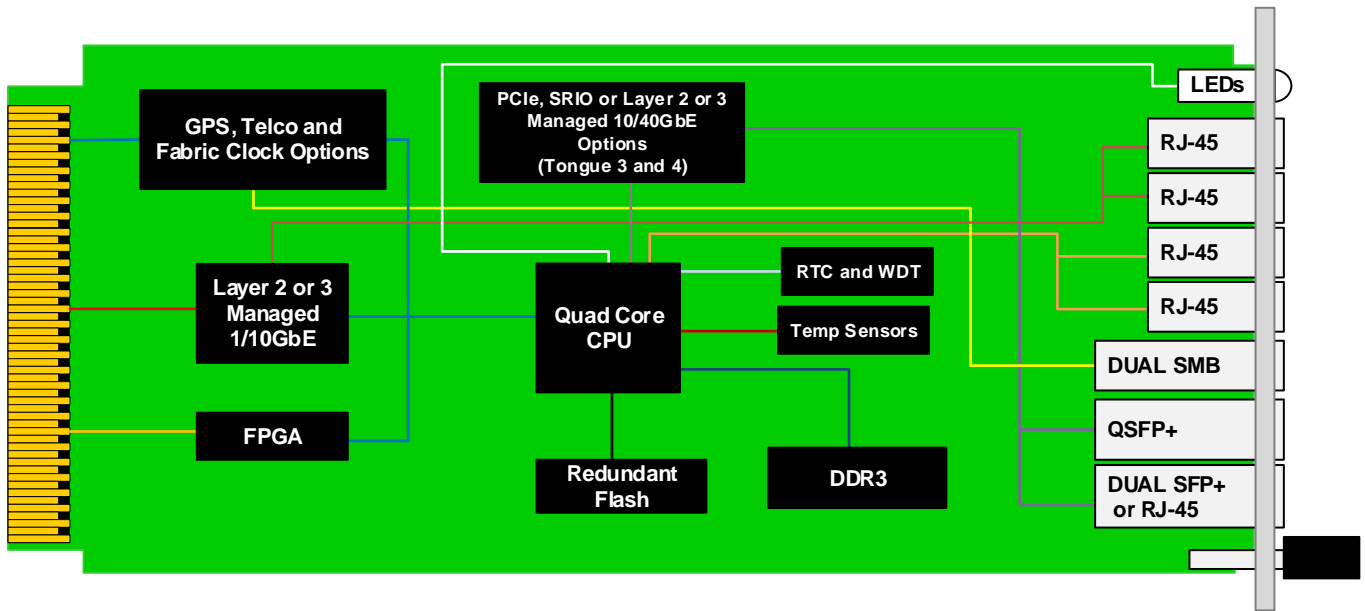 GPS, Telco and
Fabric Clock Options
PCIe, SRIO or Layer 2 or 3
Managed 10/40GbE
Options
(Tongue 3 and 4)
LEDs
RJ-45
RJ-45
RJ-45
RJ-45
Layer 2 or 3
Managed
1/10GbE
Quad Core
CPU
RTC and WDT
Temp Sensors
DUAL SMB
FPGA
Redundant
Flash
DDR3
QSFP+
DUAL SFP+
or RJ-45